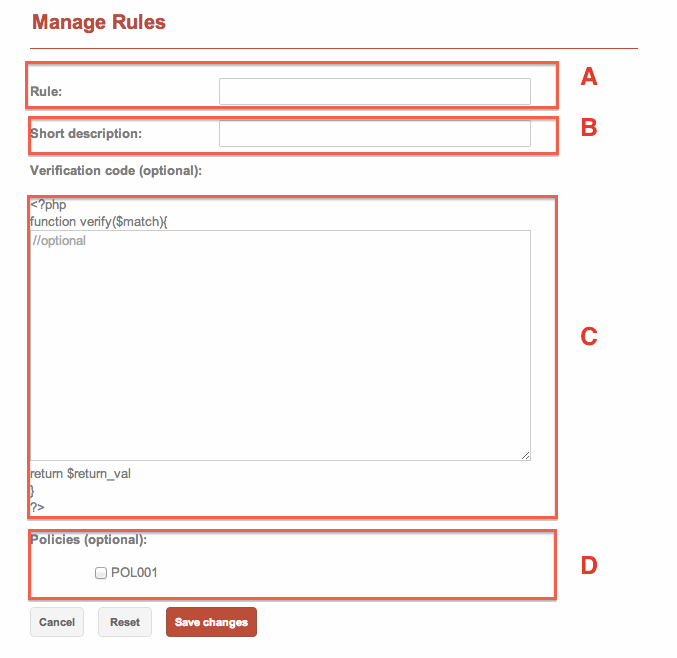 Manage Rules
Rule:
A
Short description:
B
Verification code (optional):
<?php
function verify($match){
//optional
C
return $return_val
}
?>
Policies (optional):
POL001
D
Cancel Reset Save changes